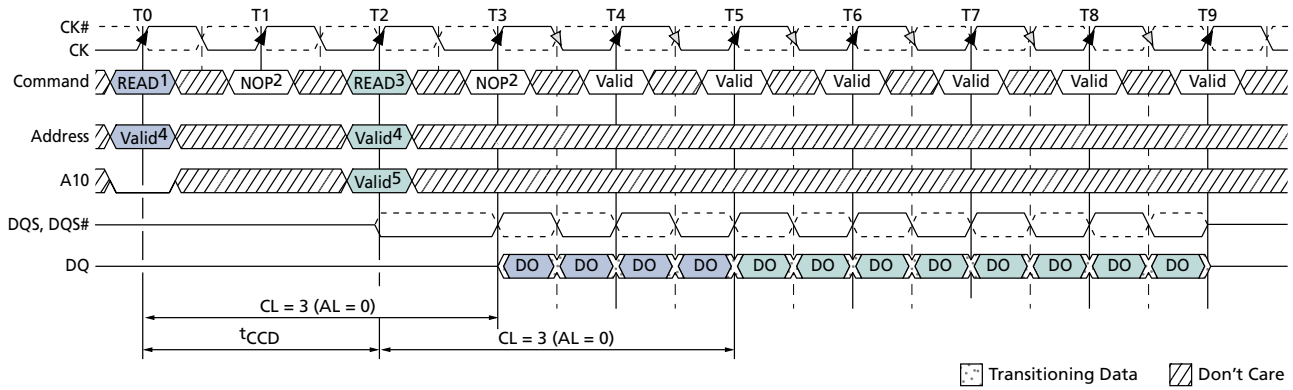 T0 T1 T2 T3 T4 T5 T6 T7 T8 T9
CK#
CK
Command READ1 NOP2 READ3 NOP2 Valid Valid Valid Valid Valid Valid
Address Valid4 Valid4
A10 Valid5
DQS, DQS#
DQ DO DO DO DO DO DO DO DO DO DO DO DO
CL = 3 (AL = 0)
tCCD CL = 3 (AL = 0)
Transitioning Data Don't Care